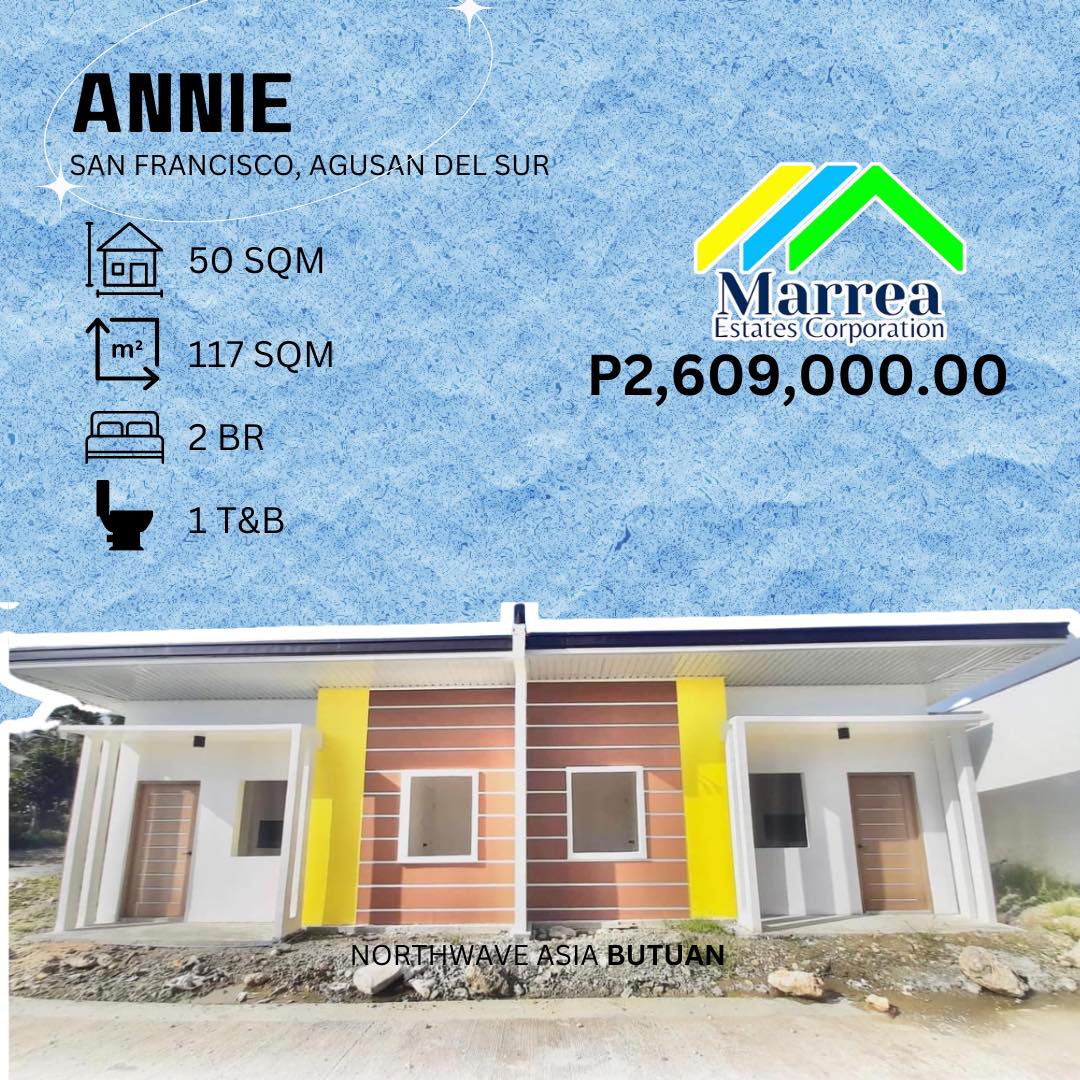 ANNIE
SAN FRANCISCO, AGUSAN DEL SUR
50 SQM
m²
117 SQM
2 BR
1 T&B
Marrea
Estates Corporation
P2,609,000.00
NORTHWAVE ASIA BUTUAN